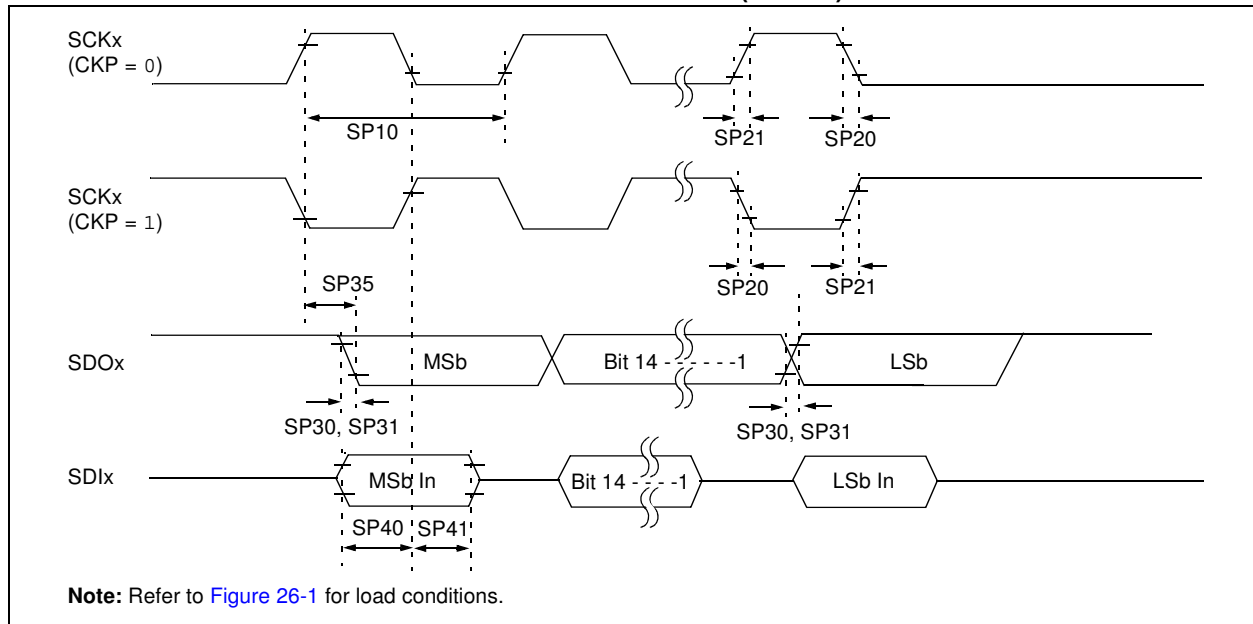 SCKx
(CKP = 0)
SP10
SP21
SP20
SCKx
(CKP = 1)
SP35
SP20
SP21
SDOx
MSb
Bit 14 - - - - - -1
LSb
SP30, SP31
SP30, SP31
SDIx
MSb In
Bit 14 - - - -1
LSb In
SP40
SP41
Note: Refer to Figure 26-1 for load conditions.